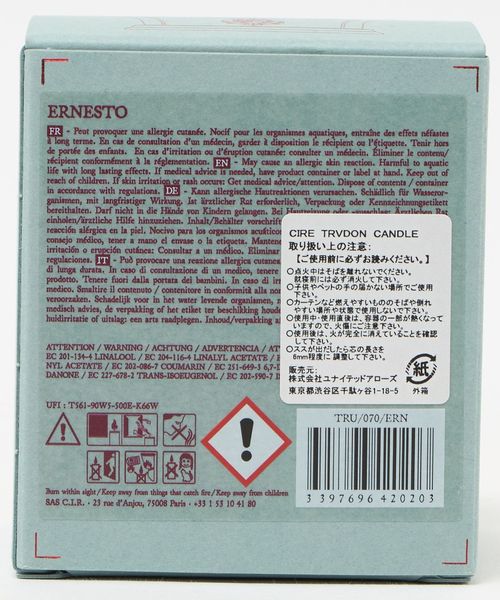 ERNESTO
FR - Peut provoquer une allergie cutanée. Nocif pour les organismes aquatiques, entraîne des effets néfastes
à long terme. En cas de consultation d'un médecin, garder à disposition le récipient ou l'étiquette. Tenir hors
de portée des enfants. En cas d'irritation ou d'éruption cutanée: consulter un médecin. Éliminer le contenu/
récipient conformément à la réglementation. EN - May cause an allergic skin reaction. Harmful to aquatic
life with long lasting effects. If medical advice is needed, have product container or label at hand. Keep out of
reach of children. If skin irritation or rash occurs: Get medical advice/attention. Dispose of contents / container
in accordance with regulations. DE - Kann allergische Hautreaktionen verursachen. Schädlich für Wasseror-
ganismen, mit langfristiger Wirkung. Ist ärztlicher Rat erforderlich, Verpackung oder Kennzeichnungsetikett
bereithalten. Darf nicht in die Hände von Kindern gelangen. Bei Hautreizung oder -ausschlag: Ärztlichen Rat
einholen/ärztliche Hilfe hinzuziehen. Inhalt/Behälter
reacción alérgica en la piel. Nocivo para los organismos acuáticos
consejo médico, tener a mano el envase o la etiqueta. Mantener
irritación o erupción cutánea: Consultar a un médico. Eliminar
regulaciones. IT - Può provocare una reazione allergica cutanea
di lunga durata. In caso di consultazione di un medico, tenere
prodotto. Tenere fuori dalla portata dei bambini. In caso di
medico. Smaltire il contenuto / contenitore in conformità alla
veroorzaken. Schadelijk voor in het water levende organismen,
medisch advies, de verpakking of het etiket ter beschikking houden
huidirritatie of uitslag: een arts raadplegen. Inhoud/verpakking
CIRE TRVDON CANDLE
取り扱い上の注意:
【ご使用前に必ずお読みください。】
○点火中はそばを離れないでください。
就寝前には必ず消火してください。
○子供やペットの手の届かない場所でご使用
下さい。
○カーテンなど燃えやすいもののそばや倒れ
やすい場所や状態で使用しないで下さい。
○使用中・使用直後は、容器の一部が熱くなって
いますので、火傷にご注意下さい。
○使用後は火が完全に消えていることを確認
して下さい。
○ススが出だしたら芯の長さを
6mm程度に調整して下さい。
販売元:
株式会社ユナイテッドアローズ
東京都渋谷区千駄ヶ谷1-18-5
紙
外箱
ATTENTION / WARNING / ACHTUNG / ADVERTENCIA
EC 201-134-4 LINALOOL / EC 204-116-4 LINALYL ACETATE
NYL ACETATE / EC 202-086-7 COUMARIN / EC 251-649-3
DANONE / EC 227-678-2 TRANS-ISOEUGENOL / EC 202-590-7
UFI : T561-90W5-500E-K66W
TRU/070/ERN
3 397696 420203
Burn within sight / Keep away from things that catch fire / Keep away from children
SAS C.I.R. - 23 rue d'Anjou, 75008 Paris - +33 1 53 10 41 80